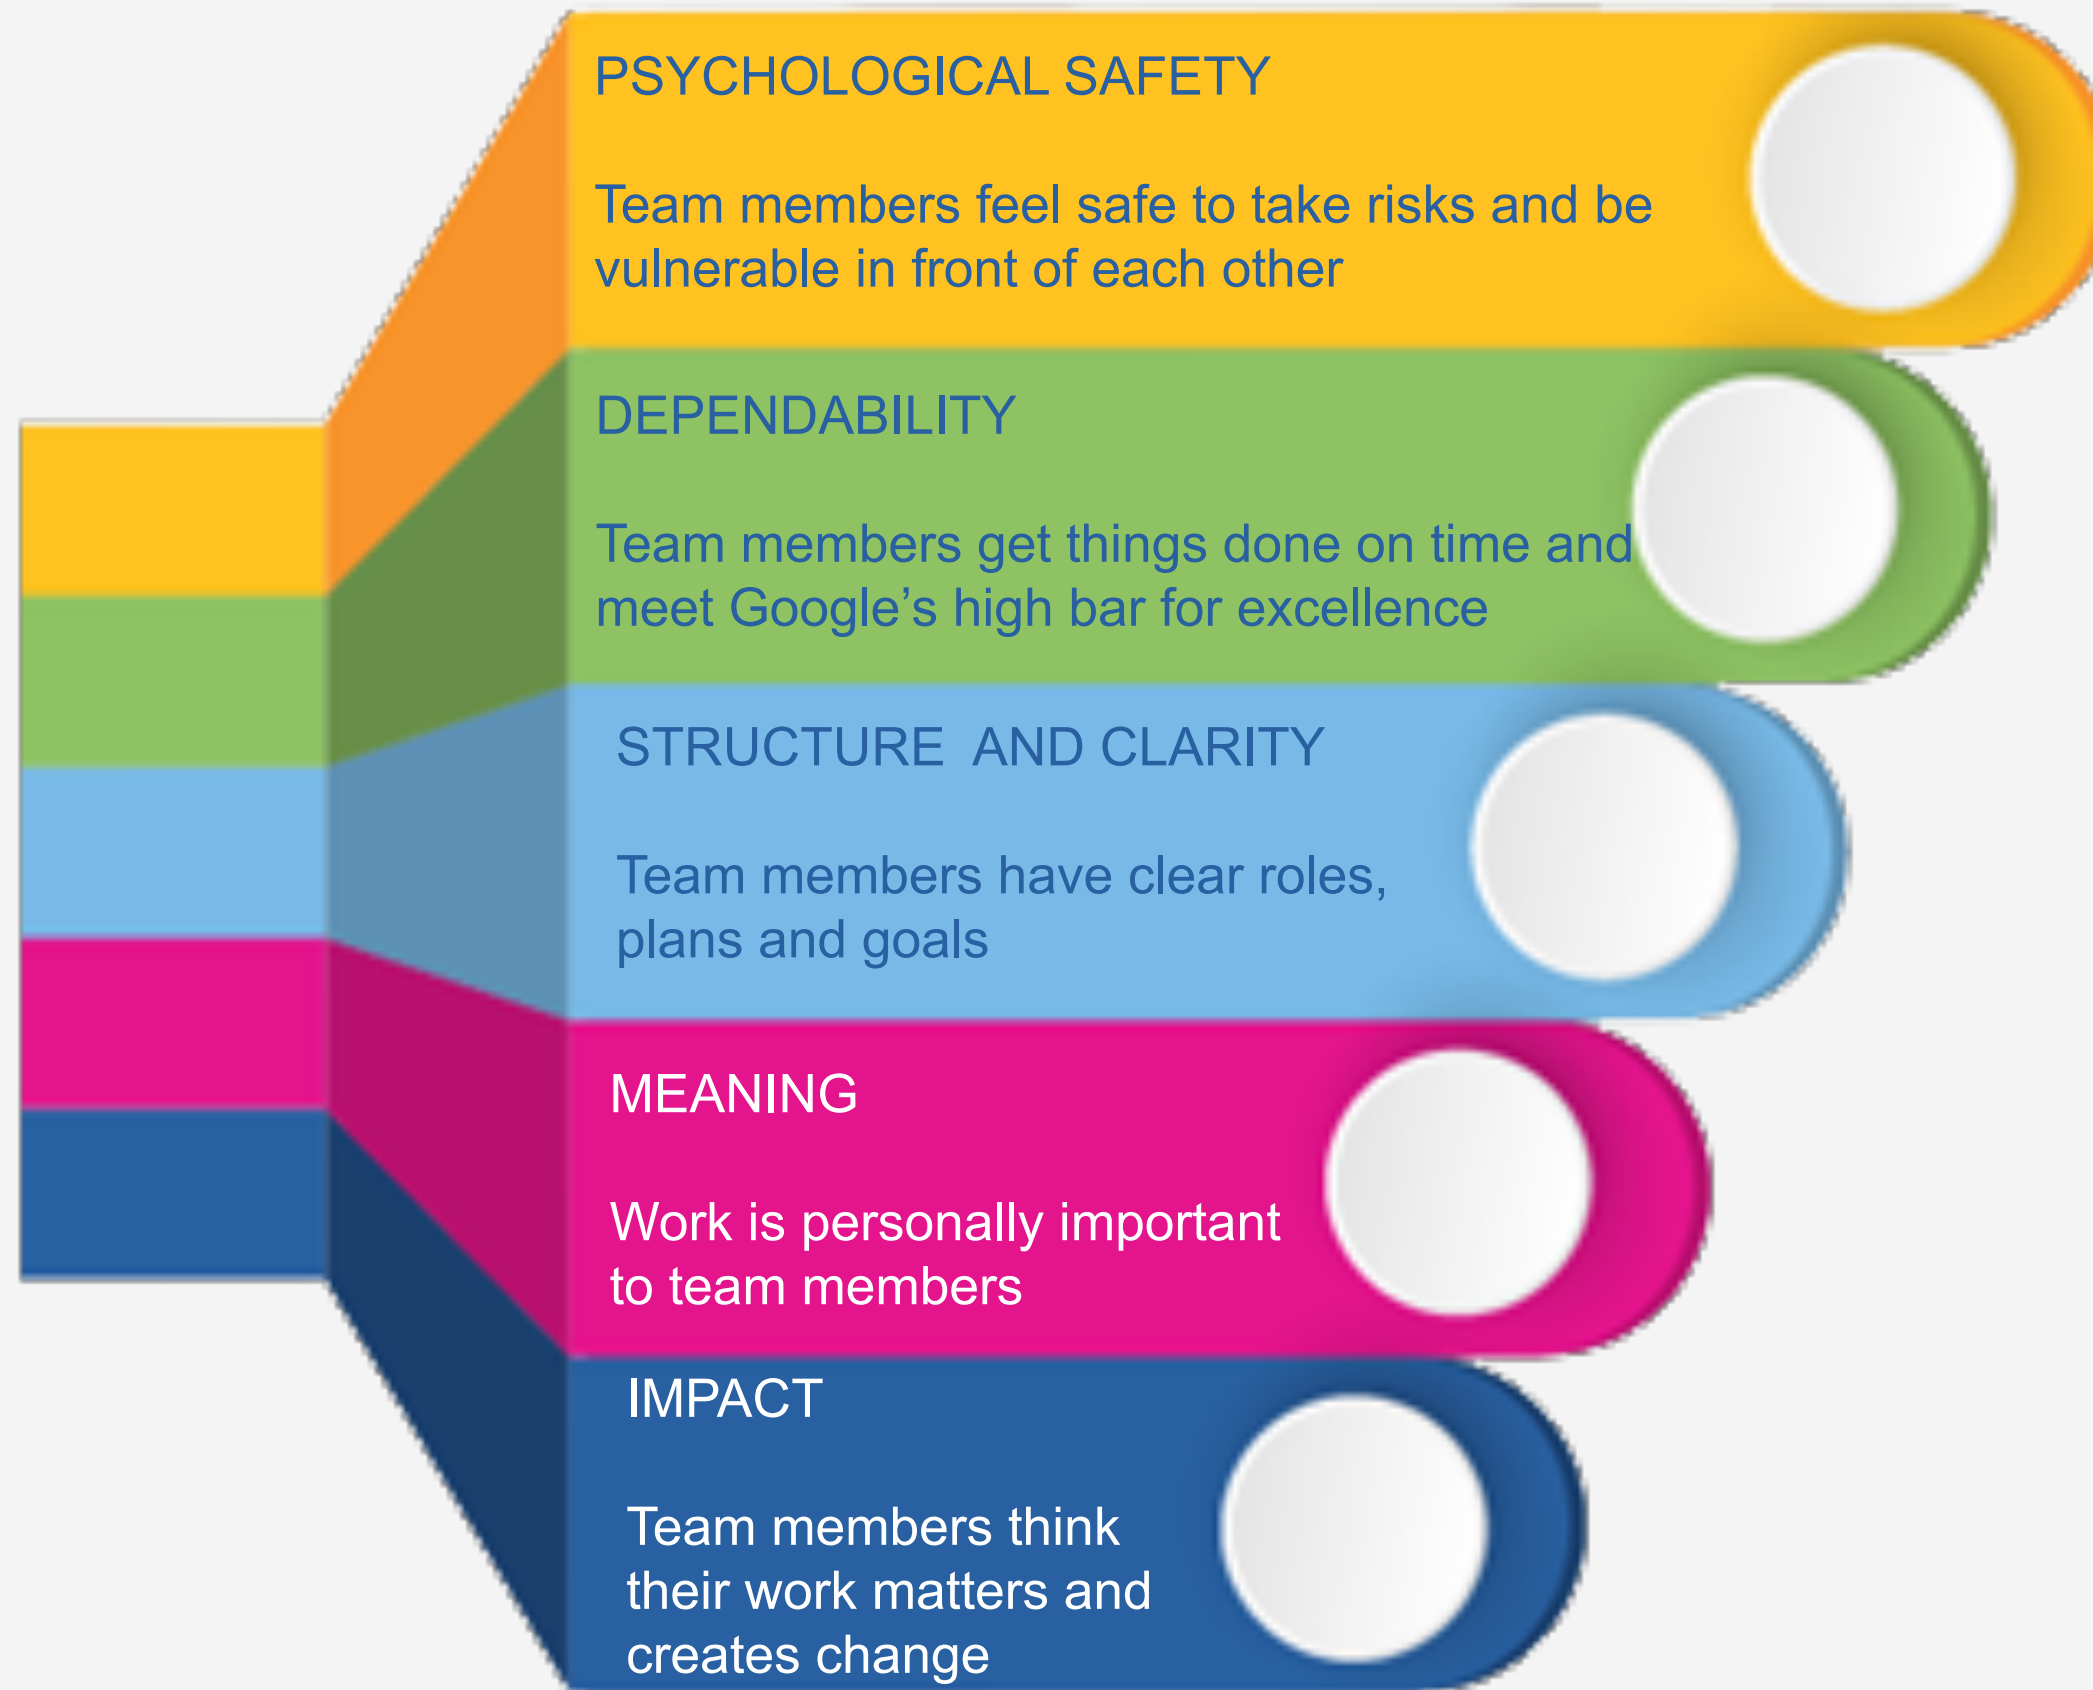 PSYCHOLOGICAL SAFETY
Team members feel safe to take risks and be
vulnerable in front of each other
DEPENDABILITY
Team members get things done on time and
meet Google’s high bar for excellence
STRUCTURE  AND CLARITY
Team members have clear roles,
plans and goals
MEANING
Work is personally important
to team members
IMPACT
Team members think
their work matters and
creates change